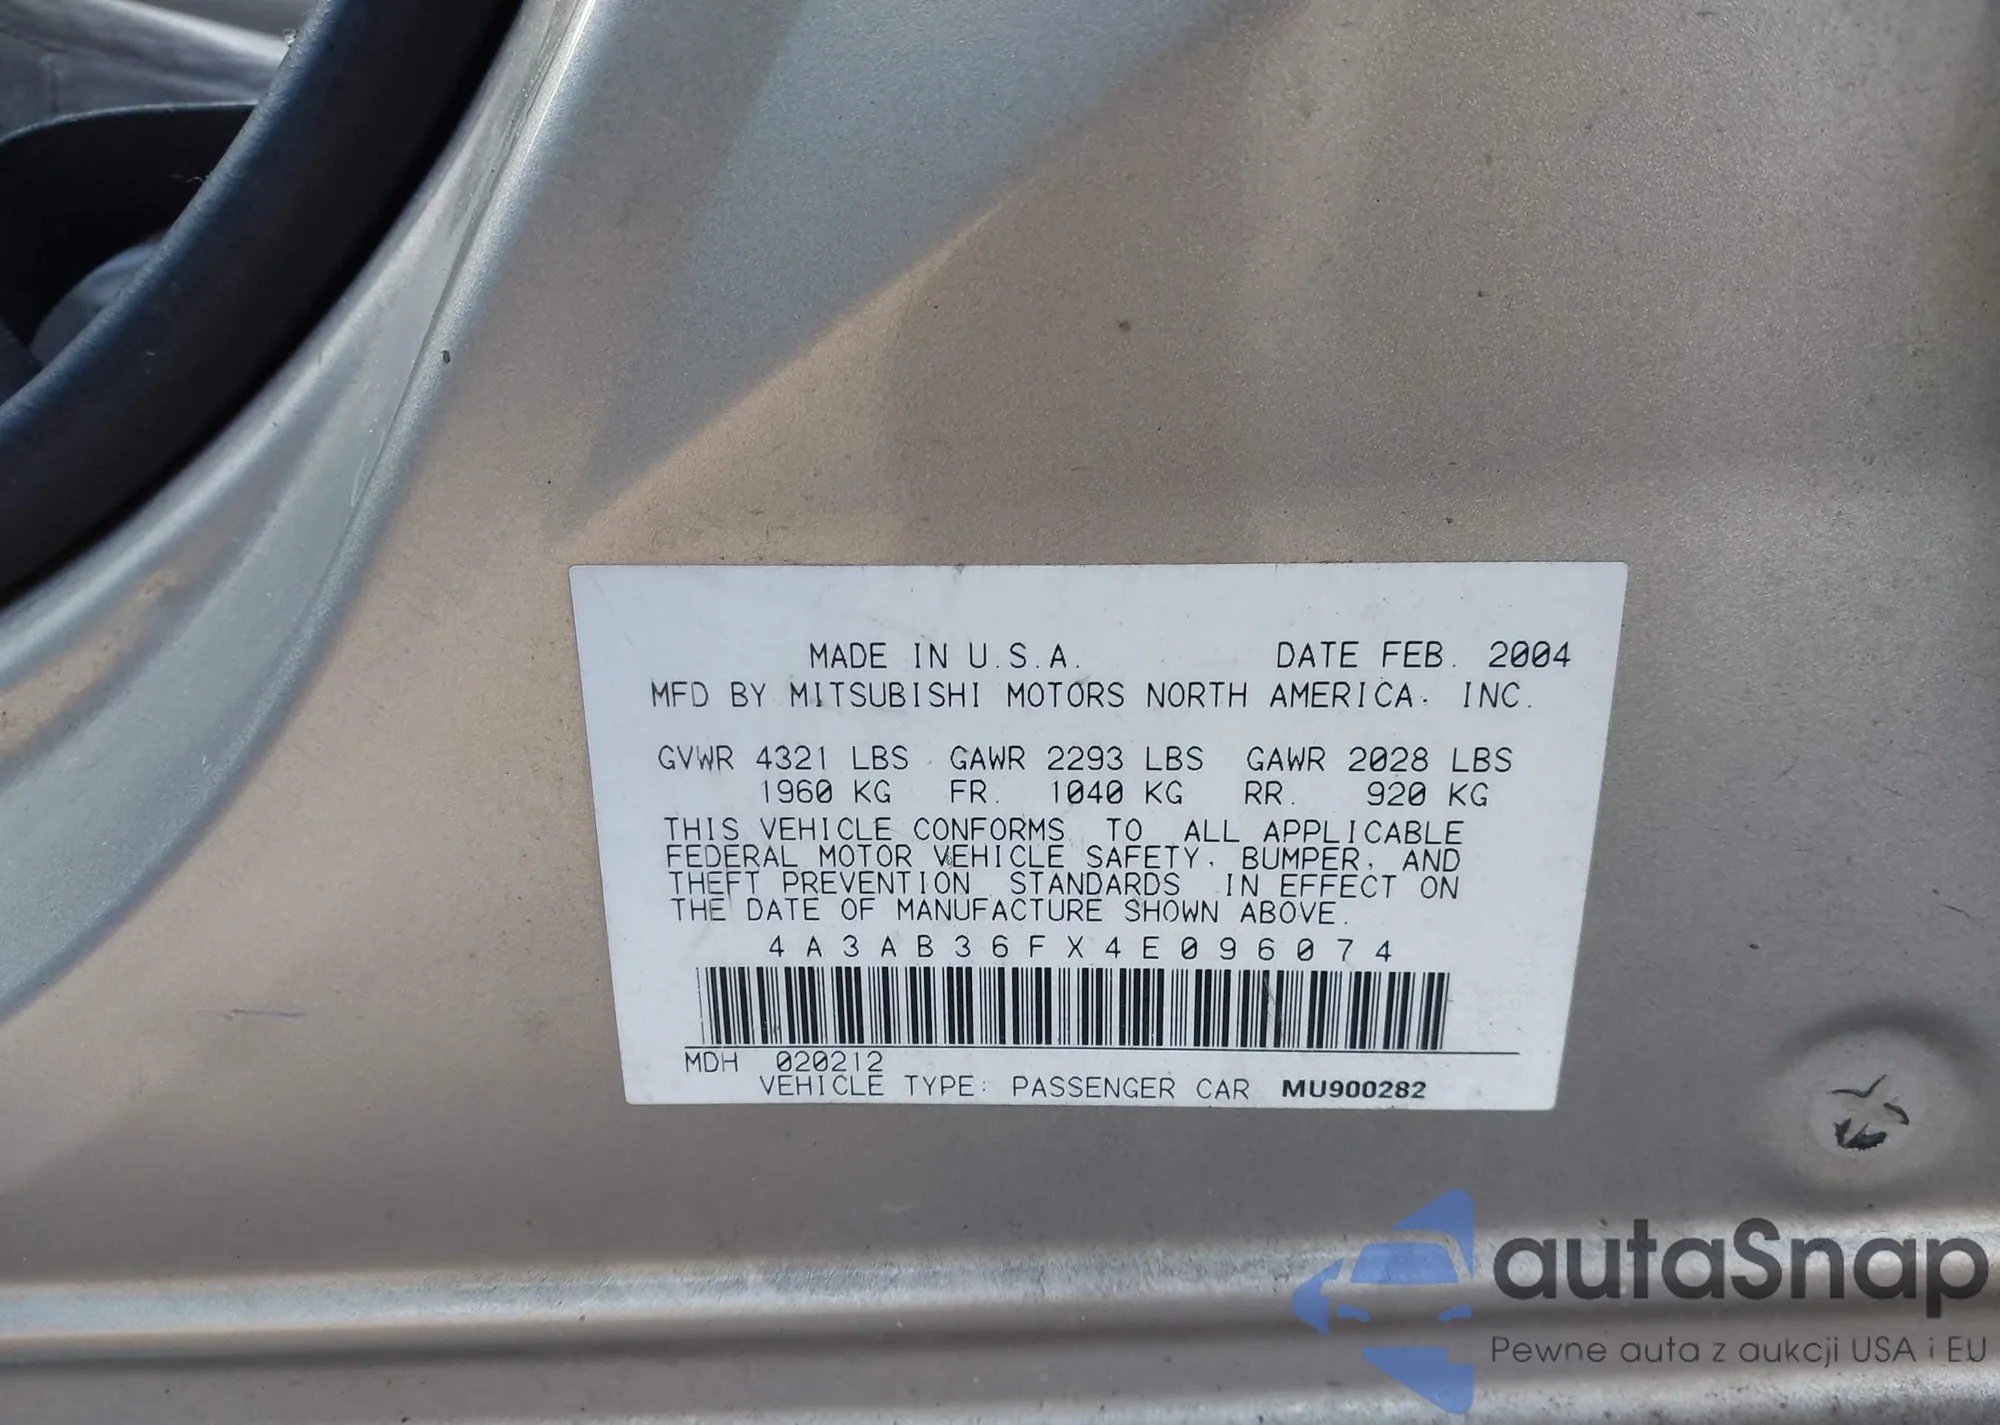 MADE IN U.S.A. DATE FEB. 2004
MFD BY MITSUBISHI MOTORS NORTH AMERICA. INC.
GVWR 4321 LBS GAWR 2293 LBS GAWR 2028 LBS
1960 KG FR. 1040 KG RR. 920 KG
THIS VEHICLE CONFORMS TO ALL APPLICABLE
FEDERAL MOTOR VEHICLE SAFETY, BUMPER, AND
THEFT PREVENTION STANDARDS IN EFFECT ON
THE DATE OF MANUFACTURE SHOWN ABOVE.
4A3AB36FX4E096074
MDH 020212
VEHICLE TYPE: PASSENGER CAR MU900282
autaSnap
Pewne auta z aukcji USA i EU